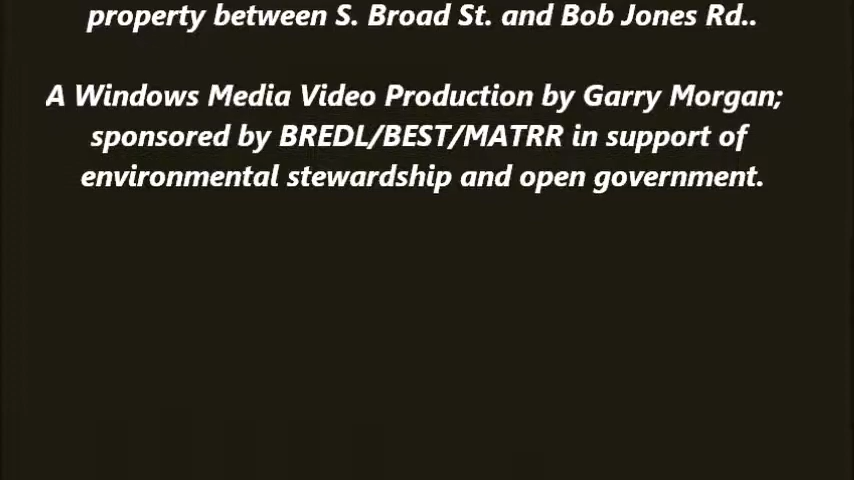 property between S. Broad St. and Bob Jones Rd..
A Windows Media Video Production by Garry Morgan;
sponsored by BREDL/BEST/MATRR in support of
environmental stewardship and open government.